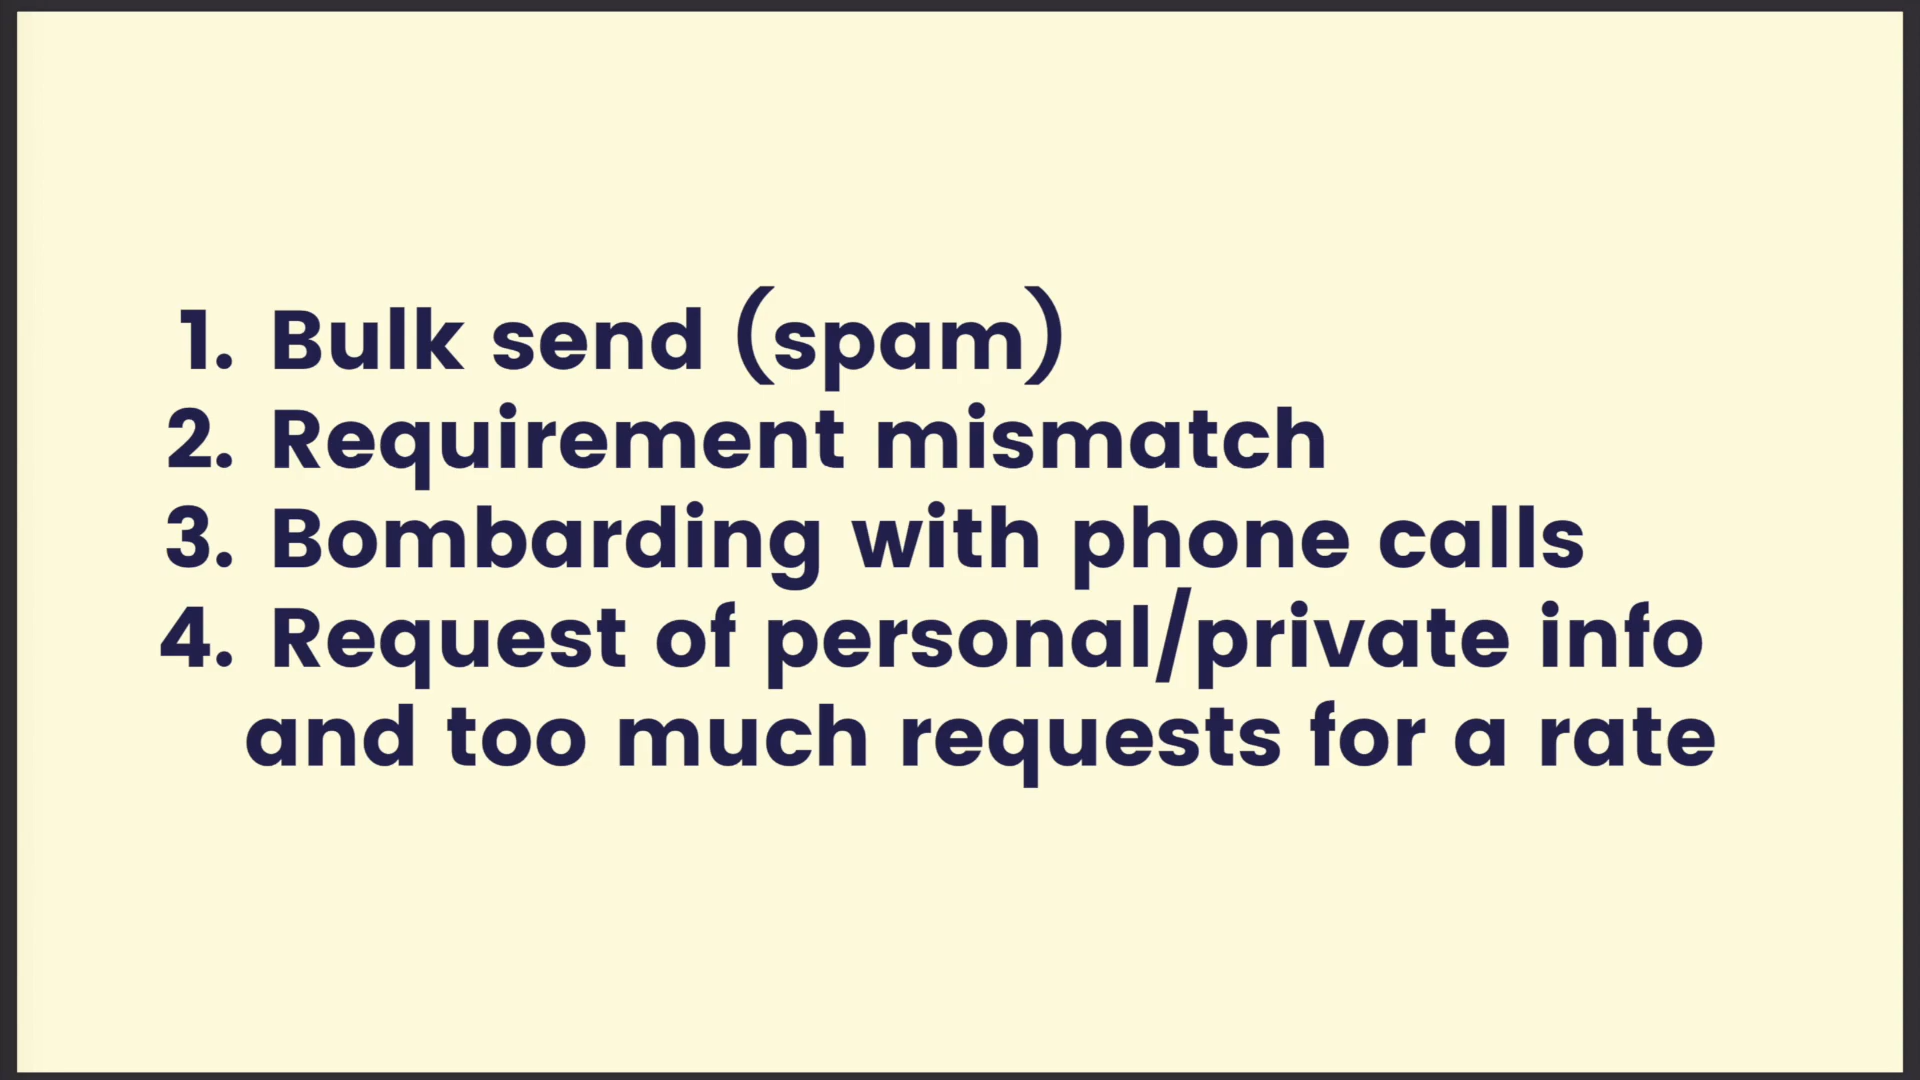 1. Bulk send (spam)
2. Requirement mismatch
3. Bombarding with phone calls
4. Request of personal/private info
and too much requests for a rate